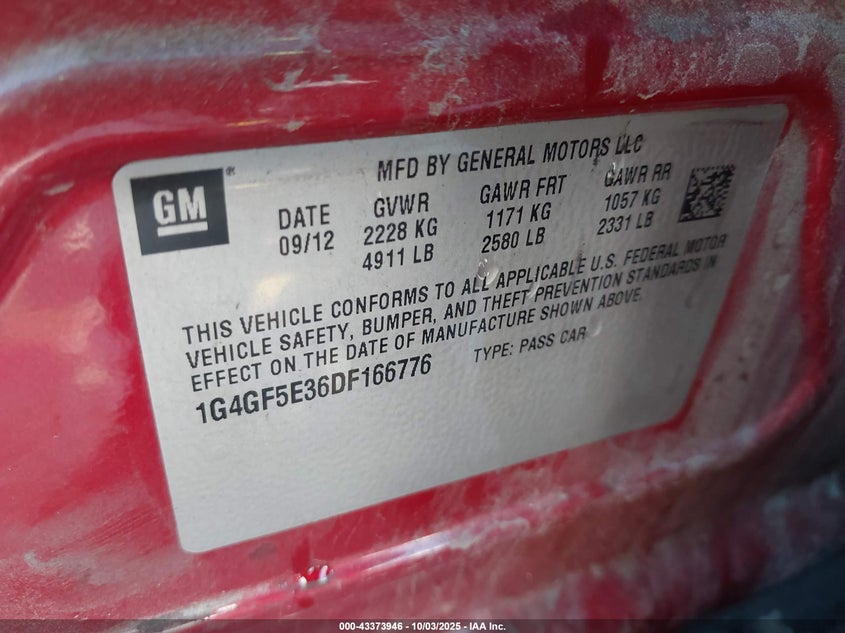 GM®
MFD BY GENERAL MOTORS LLC
DATE GVWR GAWR FRT GAWR RR
09/12 2228 KG 1171 KG 1057 KG
4911 LB 2580 LB 2331 LB
THIS VEHICLE CONFORMS TO ALL APPLICABLE U.S. FEDERAL MOTOR
VEHICLE SAFETY, BUMPER, AND THEFT PREVENTION STANDARDS IN
EFFECT ON THE DATE OF MANUFACTURE SHOWN ABOVE.
1G4GF5E36DF166776 TYPE: PASS CAR
000-43373946 - 10/03/2025 - IAA Inc.